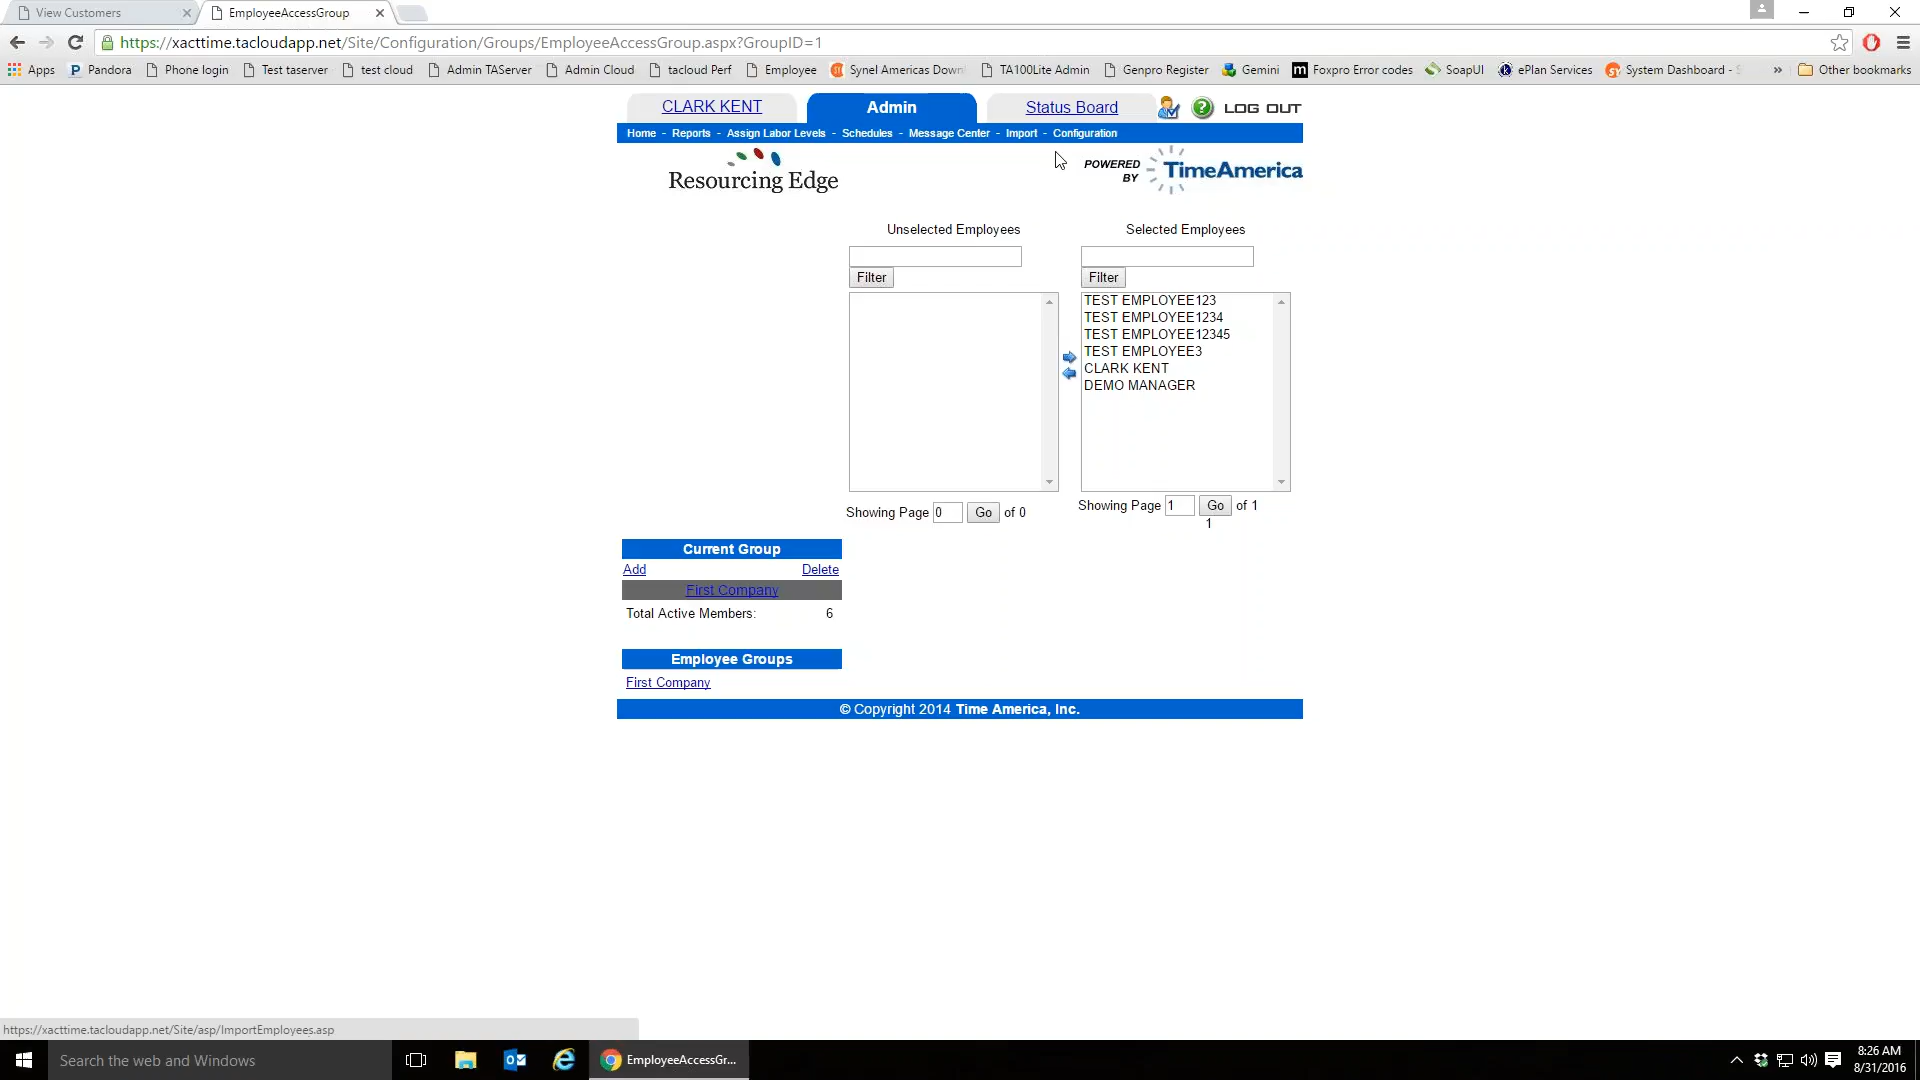 View Customers
EmployeeAccessGroup
https://xacttime.tacloudapp.net/Site/Configuration/Groups/EmployeeAccessGroup.aspx?GroupID=1
Apps Pandora Phone login Test taserver test cloud Admin TAServer Admin Cloud tacloud Perf Employee Synel Americas Down TA100Lite Admin Genpro Register Gemini Foxpro Error codes SoapUI ePlan Services System Dashboard - S » Other bookmarks
CLARK KENT Admin Status Board LOG OUT
Home - Reports - Assign Labor Levels - Schedules - Message Center - Import - Configuration
Resourcing Edge
POWERED BY TimeAmerica
Unselected Employees Selected Employees
Filter Filter
TEST EMPLOYEE123
TEST EMPLOYEE1234
TEST EMPLOYEE12345
TEST EMPLOYEE3
CLARK KENT
DEMO MANAGER
Showing Page 0 Go of 0
Showing Page 1 Go of 1
1
Current Group
Add Delete
First Company
Total Active Members: 6
Employee Groups
First Company
© Copyright 2014 Time America, Inc.
https://xacttime.tacloudapp.net/Site/asp/ImportEmployees.asp
Search the web and Windows
EmployeeAccessGr...
8:26 AM
8/31/2016